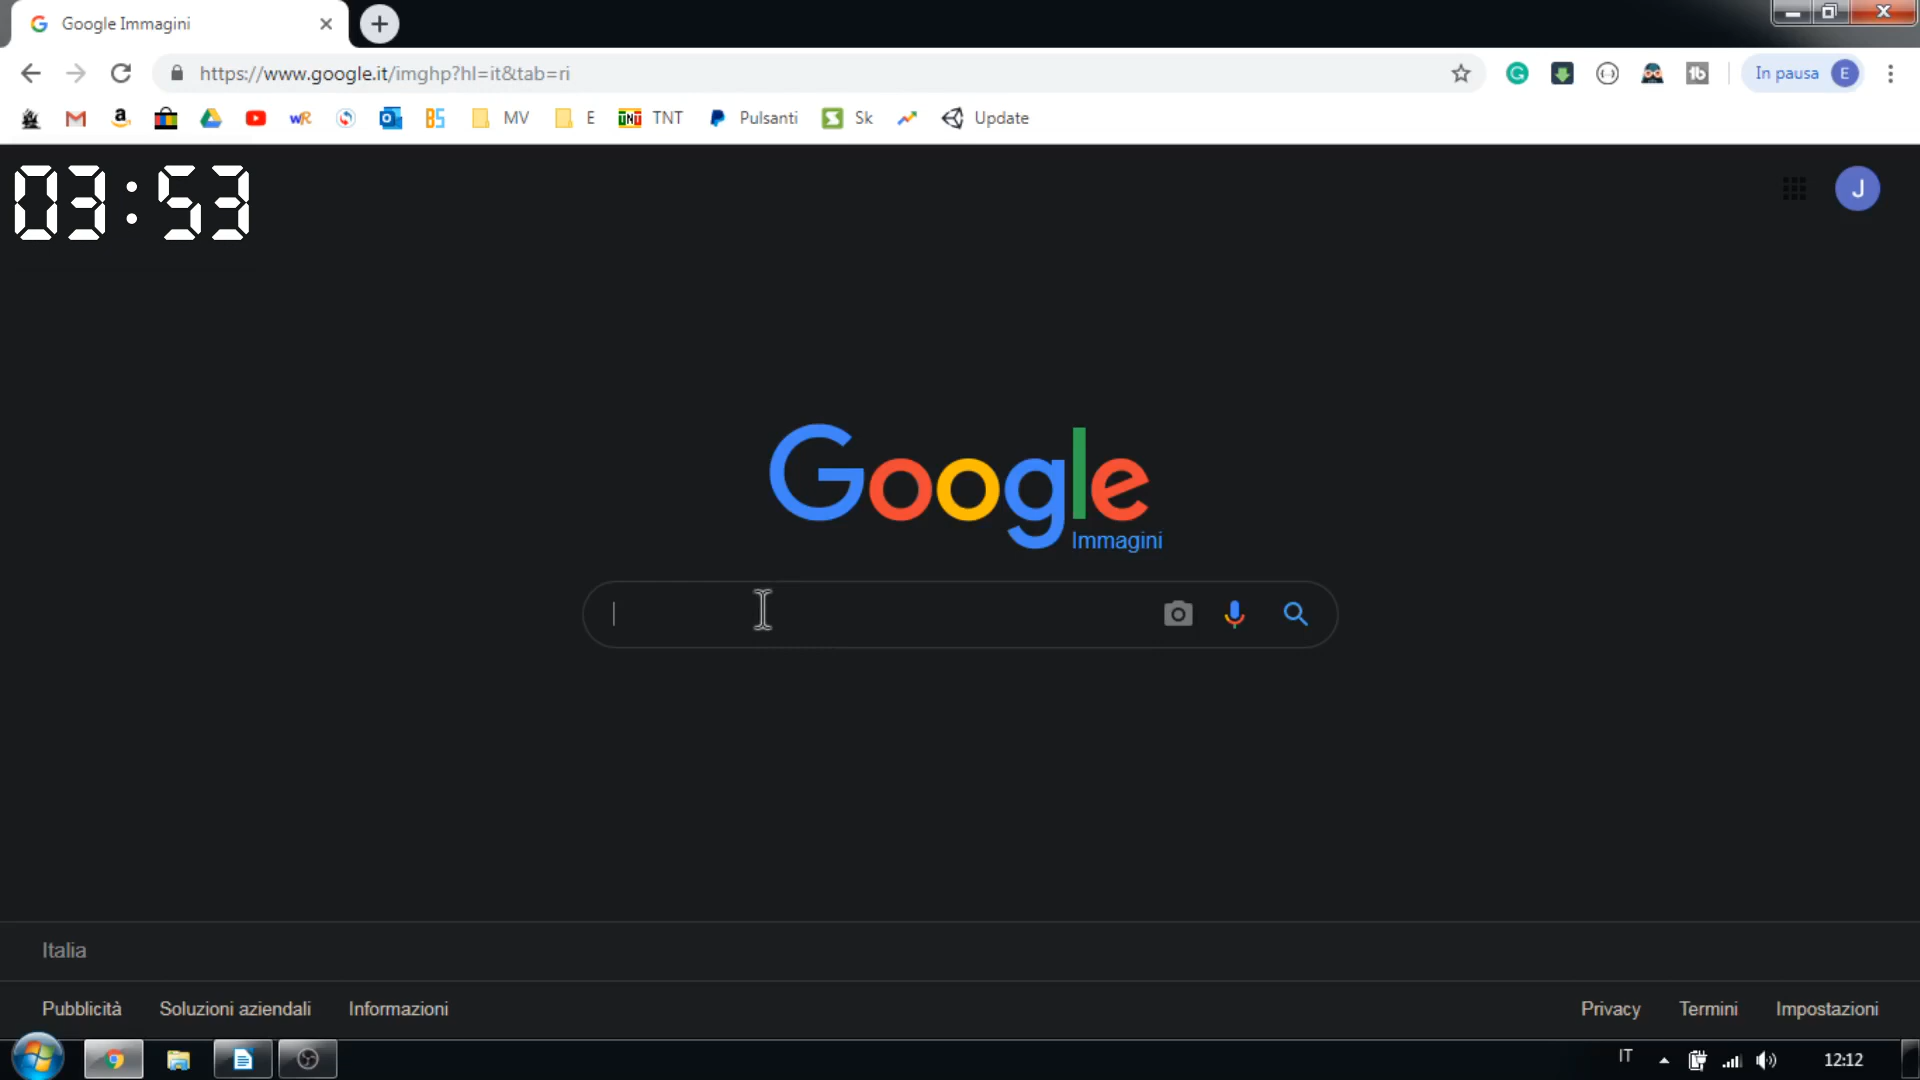 Google Immagini
https://www.google.it/imghp?hl=it&tab=ri
In pausa E
MV E TNT Pulsanti Sk Update
03:53
J
Google
Immagini
Italia
Pubblicità Soluzioni aziendali Informazioni
Privacy Termini Impostazioni
IT 12:12